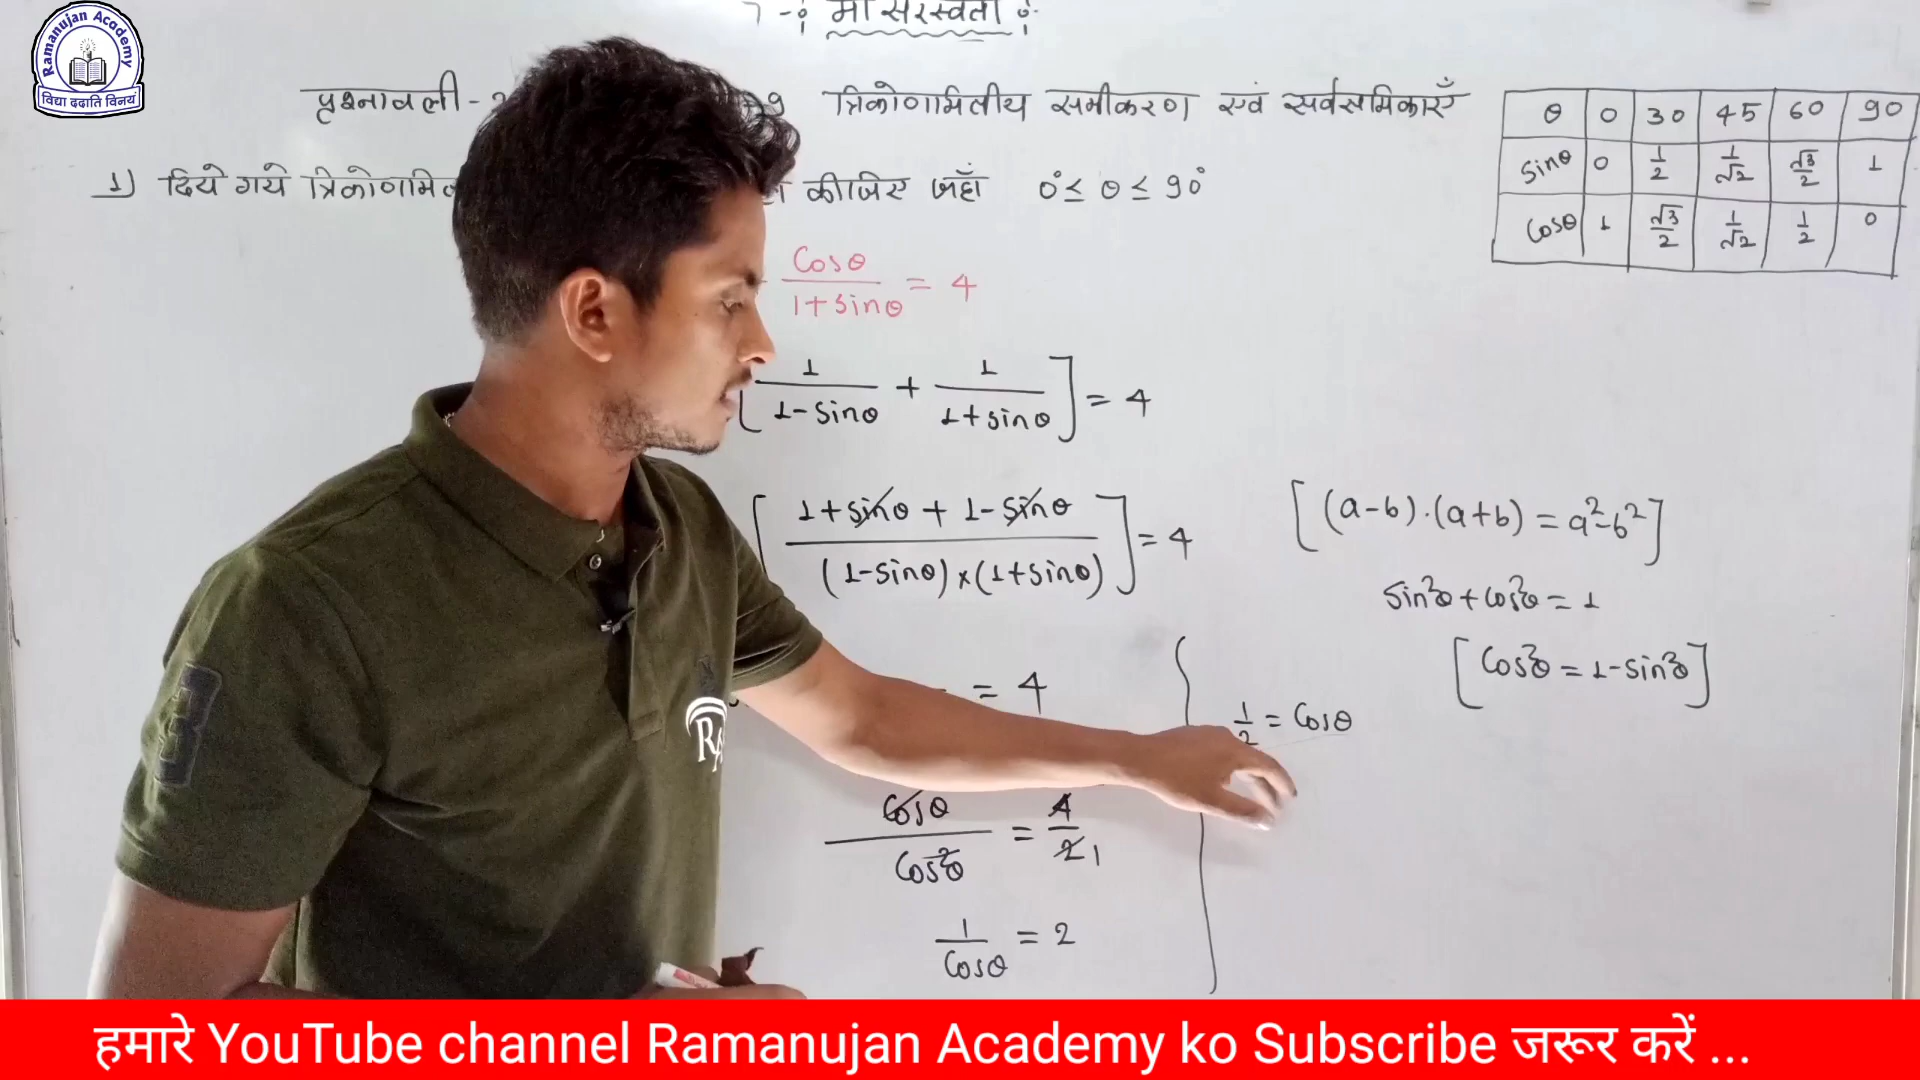 Ramanujan Academy
विद्या ददाति विनयं
माँ सरस्वती
प्रश्नावली - त्रिकोणमितीय समीकरण एवं सर्वसमिकाएँ
θ 0 30 45 60 90
sinθ 0 1/2 1/√2 √3/2 1
cosθ 1 √3/2 1/√2 1/2 0
1) दिये गये कीजिए जहाँ 0° ≤ θ ≤ 90°
cosθ/(1+sinθ) = 4
[1/(1-sinθ) + 1/(1+sinθ)] = 4
[(1+sinθ + 1-sinθ)/((1-sinθ)×(1+sinθ))] = 4
[(a-b).(a+b) = a²-b²]
sin²θ + cos²θ = 1
[cos²θ = 1-sin²θ]
= 4
1/2 = cosθ
cosθ/cos²θ = 4/2 1
1/cosθ = 2
3
हमारे YouTube channel Ramanujan Academy ko Subscribe जरूर करें ...